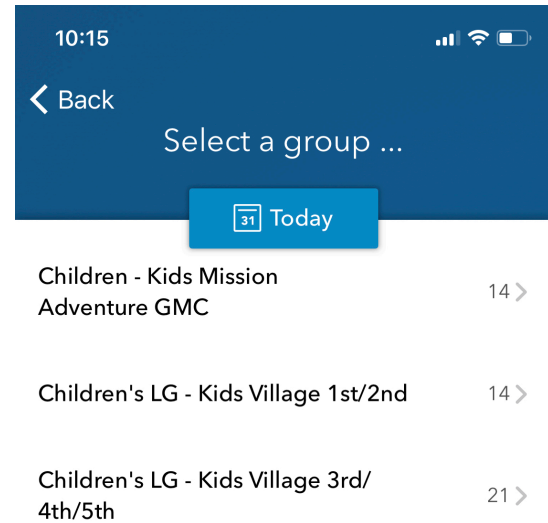 10:15
Back
Select a group ...
31 Today
Children - Kids Mission
Adventure GMC
14
Children's LG - Kids Village 1st/2nd
14
Children's LG - Kids Village 3rd/
4th/5th
21